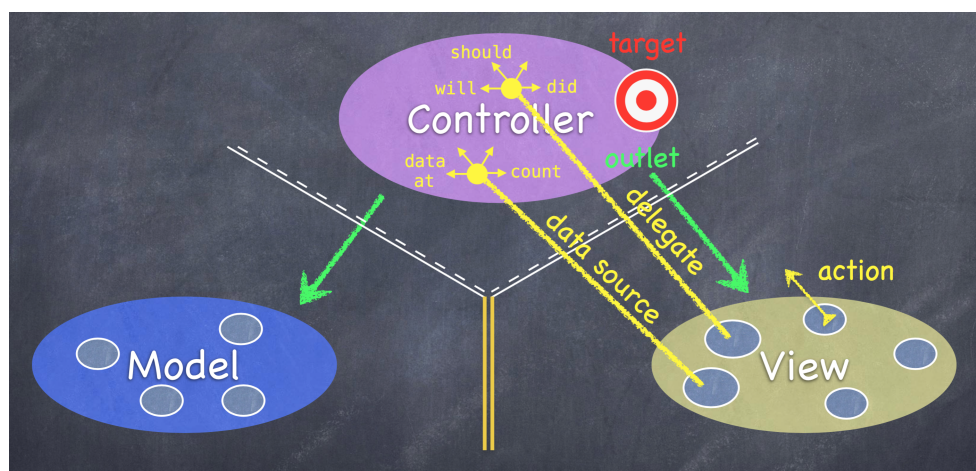 target
should
will
did
Controller
outlet
data
at
count
delegate
data source
action
Model
View